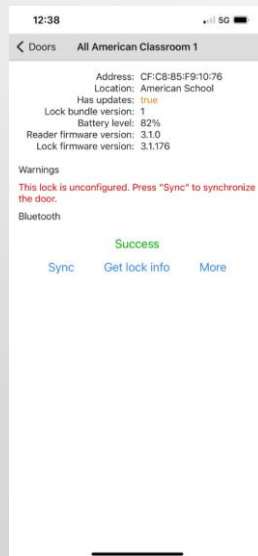 12:38
5G
Doors All American Classroom 1
Address: CF:C8:85:F9:10:76
Location: American School
Has updates: true
Lock bundle version: 1
Battery level: 82%
Reader firmware version: 3.1.0
Lock firmware version: 3.1.176
Warnings
This lock is unconfigured. Press "Sync" to synchronize
the door.
Bluetooth
Success
Sync Get lock info More